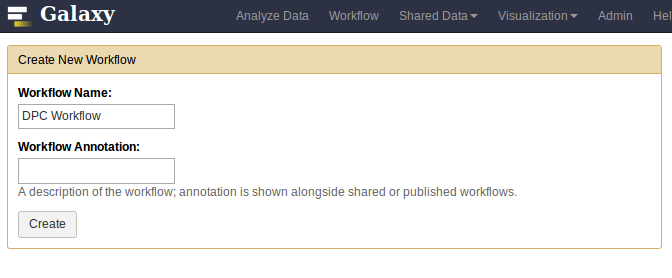 Galaxy Analyze Data Workflow Shared Data Visualization Admin Hel
Create New Workflow
Workflow Name:
DPC Workflow
Workflow Annotation:
A description of the workflow; annotation is shown alongside shared or published workflows.
Create